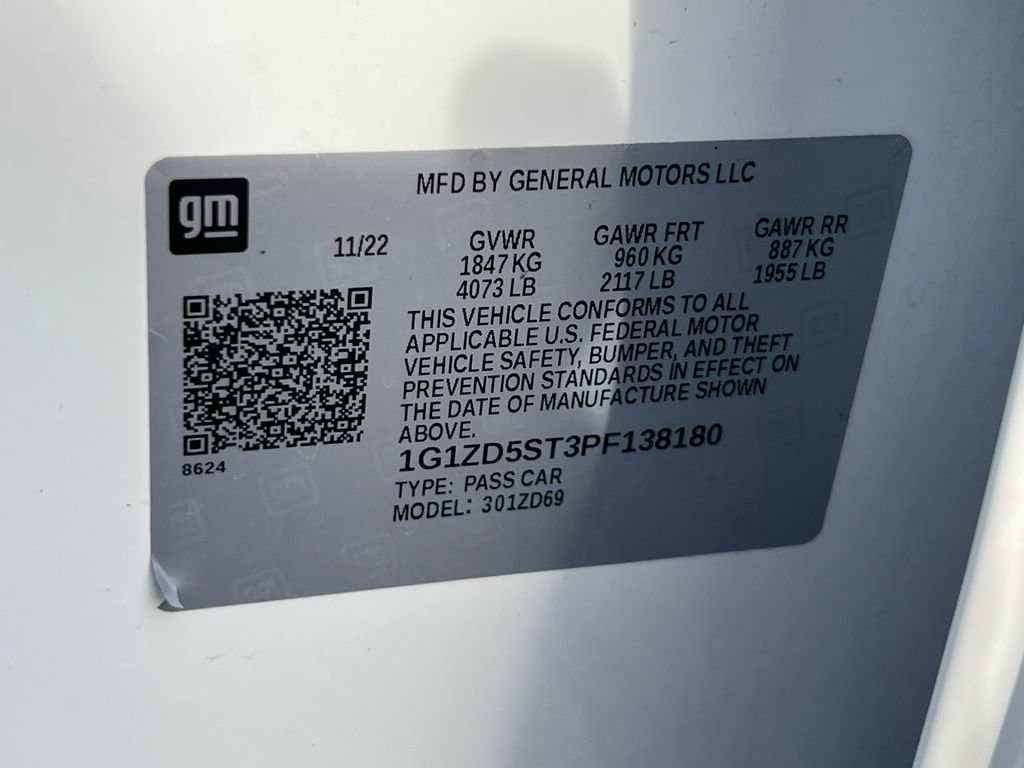 gm
MFD BY GENERAL MOTORS LLC
11/22
GVWR
1847 KG
4073 LB
GAWR FRT
960 KG
2117 LB
GAWR RR
887 KG
1955 LB
THIS VEHICLE CONFORMS TO ALL
APPLICABLE U.S. FEDERAL MOTOR
VEHICLE SAFETY, BUMPER, AND THEFT
PREVENTION STANDARDS IN EFFECT ON
THE DATE OF MANUFACTURE SHOWN
ABOVE.
8624
1G1ZD5ST3PF138180
TYPE: PASS CAR
MODEL: 301ZD69